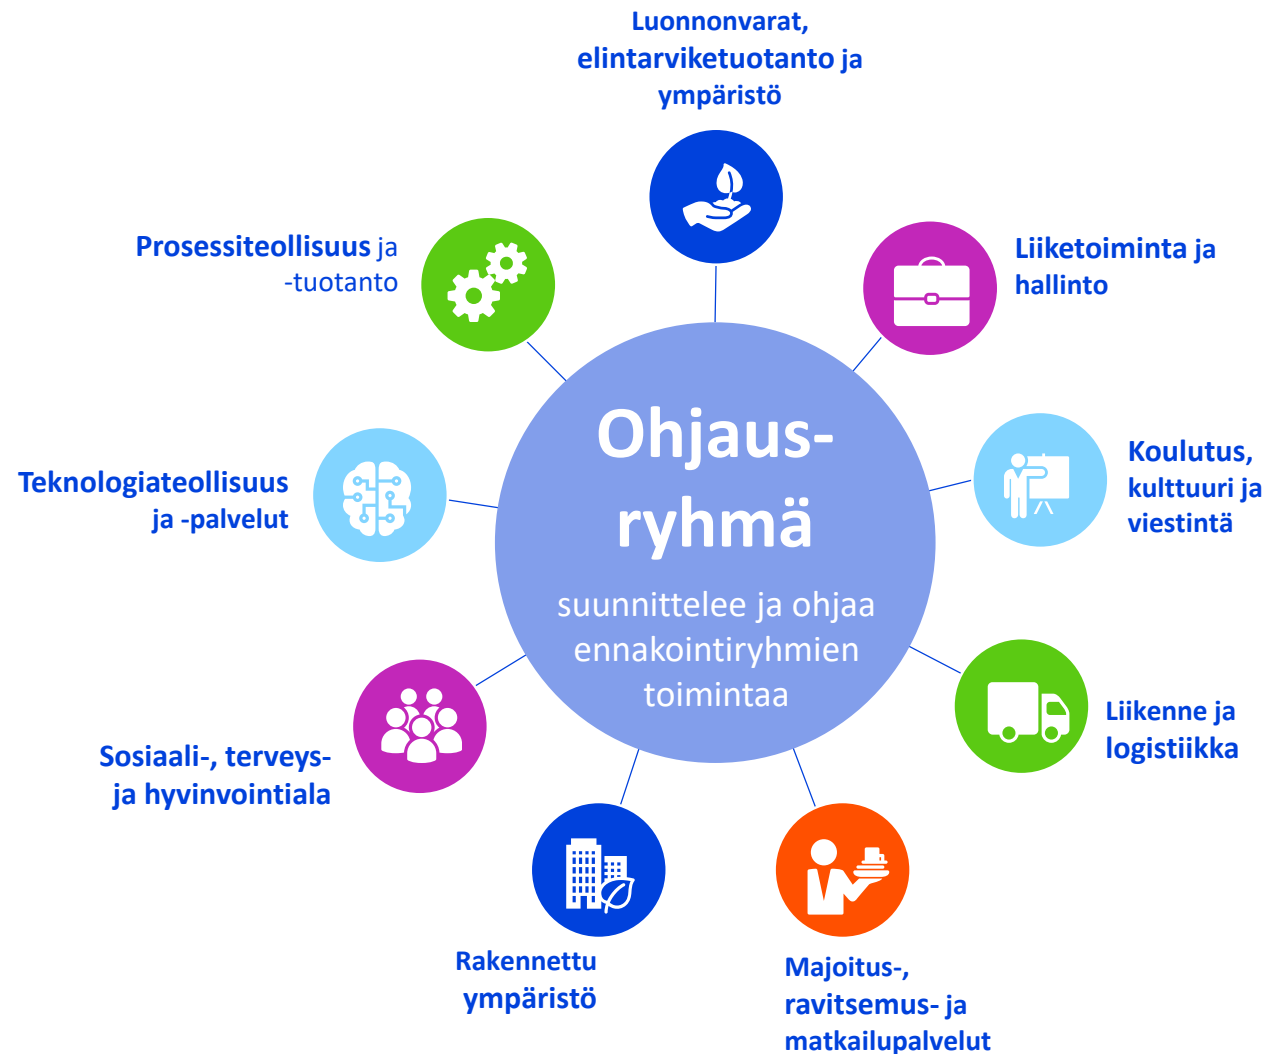 Luonnonvarat,
elintarviketuotanto ja
ympäristö
Liiketoiminta ja
hallinto
Koulutus,
kulttuuri ja
viestintä
Liikenne ja
logistiikka
Majoitus-,
ravitsemus- ja
matkailupalvelut
Rakennettu
ympäristö
Sosiaali-, terveys-
ja hyvinvointiala
Teknologiateollisuus
ja -palvelut
Prosessiteollisuus ja
-tuotanto
Ohjaus-
ryhmä
suunnittelee ja ohjaa
ennakointiryhmien
toimintaa